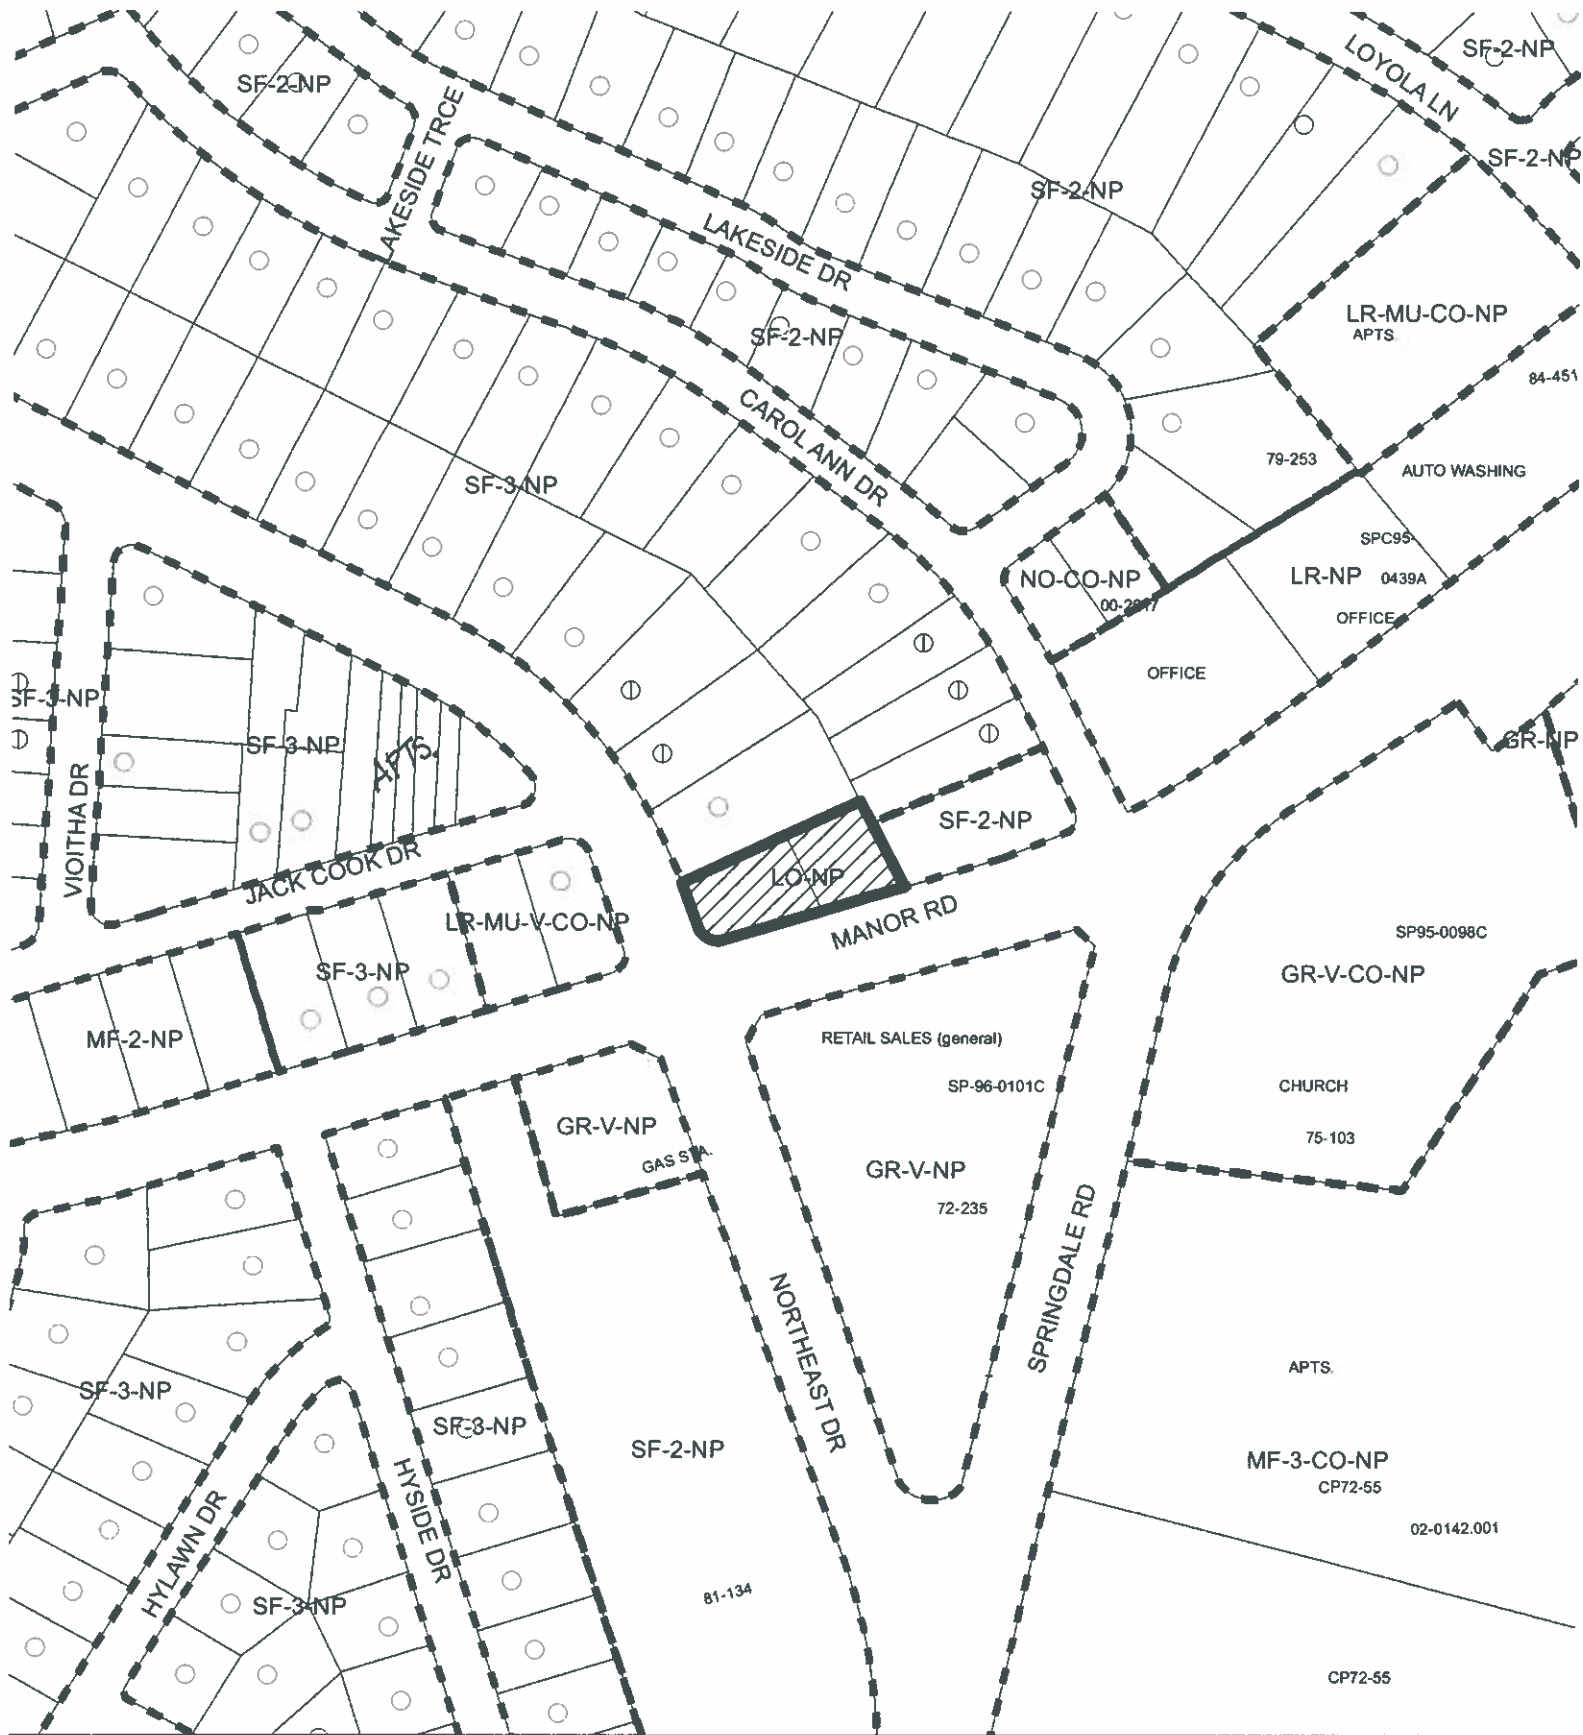 LOYOLA LN
SF-2-NP
SF-2-NP
SF-2-NP
LAKESIDE TRCE
SF-2-NP
LAKESIDE DR
LR-MU-CO-NP
APTS.
SF-2-NP
84-451
CAROL ANN DR
79-253
AUTO WASHING
SF-3-NP
SPC95-
0439A
LR-NP
NO-CO-NP
OFFICE
OFFICE
SF-3-NP
SF-3-NP
APTS.
GR-NP
VIOITHA DR
SF-2-NP
JACK COOK DR
LO-NP
MANOR RD
LR-MU-V-CO-NP
SP95-0098C
SF-3-NP
GR-V-CO-NP
MF-2-NP
RETAIL SALES (general)
SP-96-0101C
CHURCH
GR-V-NP
75-103
GAS STA.
GR-V-NP
72-235
SPRINGDALE RD
NORTHEAST DR
APTS.
SF-3-NP
SF-3-NP
SF-2-NP
MF-3-CO-NP
CP72-55
HYSIDE DR
02-0142.001
HYLAWN DR
SF-3-NP
81-134
CP72-55